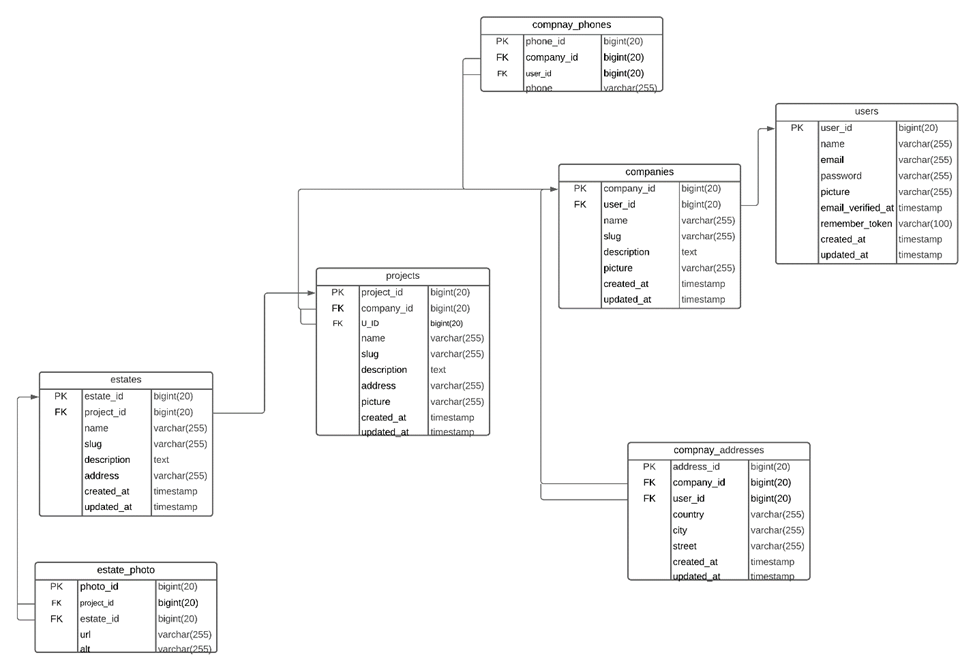 compnay_phones
PK phone_id bigint(20)
FK company_id bigint(20)
FK user_id bigint(20)
phone varchar(255)
users
PK user_id bigint(20)
name varchar(255)
email varchar(255)
password varchar(255)
picture varchar(255)
email_verified_at timestamp
remember_token varchar(100)
created_at timestamp
updated_at timestamp
companies
PK company_id bigint(20)
FK user_id bigint(20)
name varchar(255)
slug varchar(255)
description text
picture varchar(255)
created_at timestamp
updated_at timestamp
projects
PK project_id bigint(20)
FK company_id bigint(20)
FK U_ID bigint(20)
name varchar(255)
slug varchar(255)
description text
address varchar(255)
picture varchar(255)
created_at timestamp
updated_at timestamp
estates
PK estate_id bigint(20)
FK project_id bigint(20)
name varchar(255)
slug varchar(255)
description text
address varchar(255)
created_at timestamp
updated_at timestamp
compnay_addresses
PK address_id bigint(20)
FK company_id bigint(20)
FK user_id bigint(20)
country varchar(255)
city varchar(255)
street varchar(255)
created_at timestamp
updated_at timestamp
estate_photo
PK photo_id bigint(20)
FK project_id bigint(20)
FK estate_id bigint(20)
url varchar(255)
alt varchar(255)